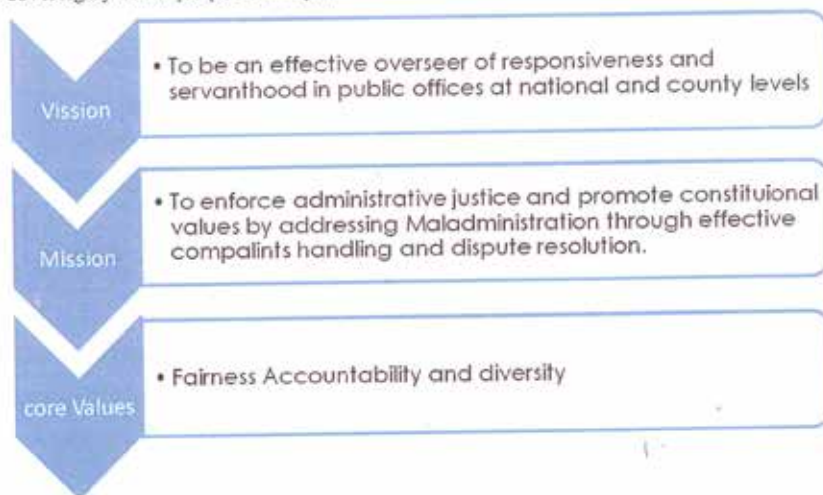 Vission
• To be an effective overseer of responsiveness and
servanthood in public offices at national and county levels
Mission
• To enforce administrative justice and promote constituional
values by addressing Maladministration through effective
compalints handling and dispute resolution.
core Values
• Fairness Accountability and diversity